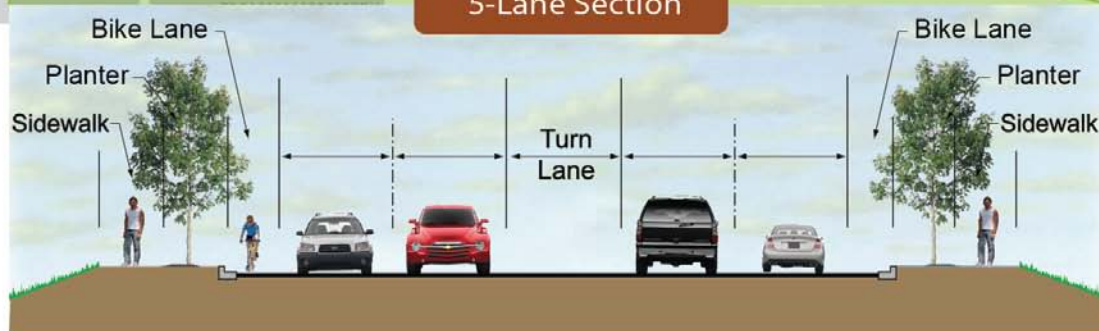 5-Lane Section
Bike Lane
Bike Lane
Planter
Planter
Sidewalk
Turn
Lane
Sidewalk